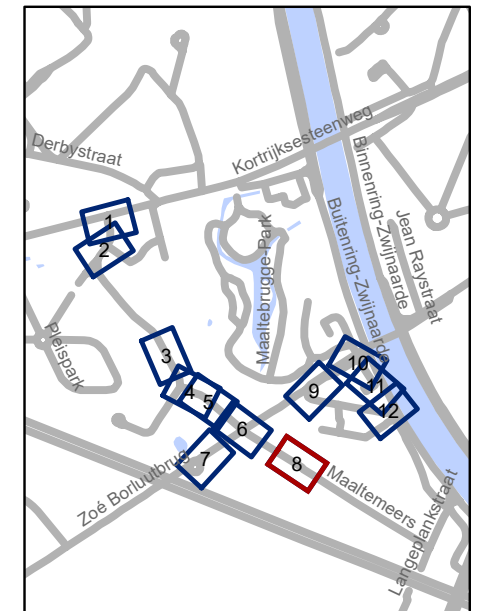 Kortrijksesteenweg
Derbystraat
Binnenring-Zwijnaarde
Buitenring-Zwijnaarde
Jean Raystraat
Maaltebrugge-Park
1
2
Pleispark
3
4
5
6
7
8
9
10
11
12
Zoé Borluutbrug
Maaltemeers
Langeplankstraat